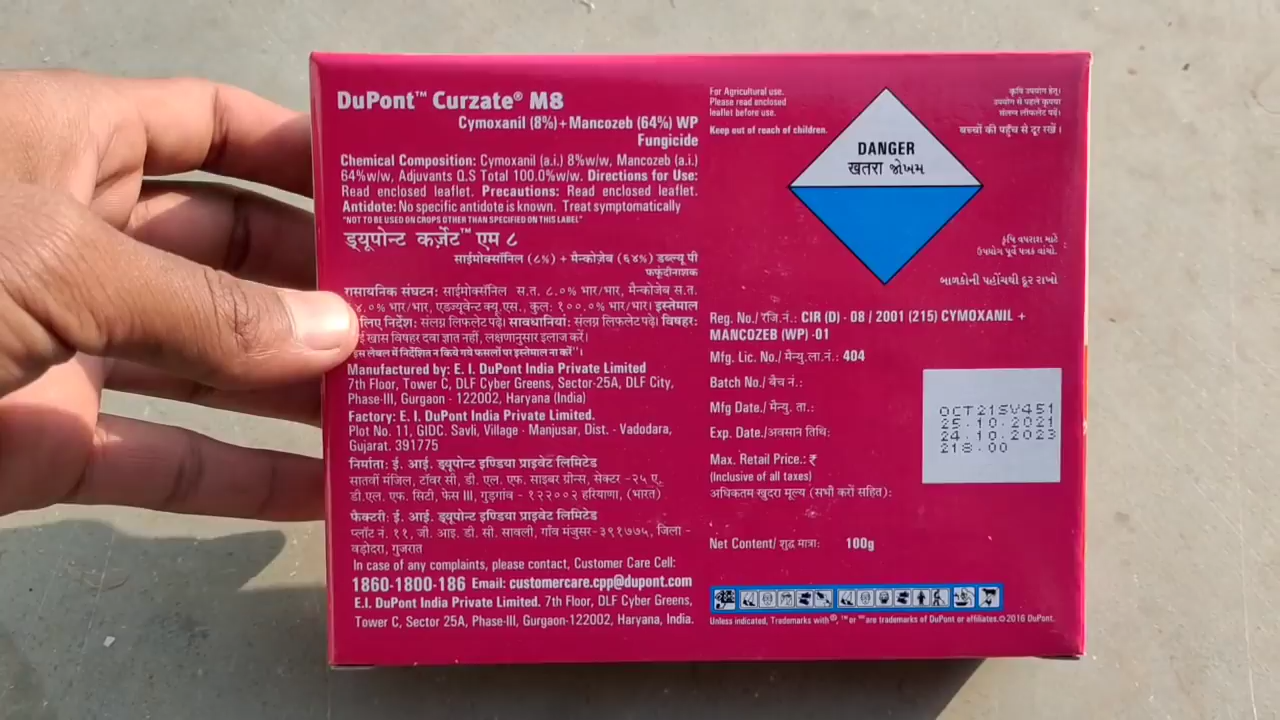 DuPont™ Curzate® M8
Cymoxanil (8%)+Mancozeb (64%) WP
Fungicide
Chemical Composition: Cymoxanil (a.i.) 8%w/w, Mancozeb (a.i.)
64%w/w, Adjuvants Q.S Total 100.0%w/w. Directions for Use:
Read enclosed leaflet. Precautions: Read enclosed leaflet.
Antidote: No specific antidote is known. Treat symptomatically
"NOT TO BE USED ON CROPS OTHER THAN SPECIFIED ON THIS LABEL"
ड्यूपोन्ट कर्ज़ेट™ एम ८
साईमोक्सॉनिल (८%) + मैन्कोज़ेब (६४%) डब्ल्यू पी
फफूंदीनाशक
रासायनिक संघटन: साईमोक्सॉनिल स.त. ८.०% भार/भार, मैन्कोजेब स.त.
४.०% भार/भार, एडज्यूवेन्ट क्यू.एस., कुल: १००.०% भार/भार। इस्तेमाल
लिए निर्देश: संलग्न लिफलेट पढ़े। सावधानियां: संलग्न लिफलेट पढ़े। विषहर:
ई खास विषहर दवा ज्ञात नहीं, लक्षणानुसार इलाज करें।
इस लेबल में निर्देशित न किये गये फसलों पर इस्तेमाल ना करें"।
Manufactured by: E. I. DuPont India Private Limited
7th Floor, Tower C, DLF Cyber Greens, Sector-25A, DLF City,
Phase-III, Gurgaon - 122002, Haryana (India)
Factory: E. I. DuPont India Private Limited.
Plot No. 11, GIDC. Savli, Village - Manjusar, Dist. - Vadodara,
Gujarat. 391775
निर्माता: ई. आई. ड्यूपोन्ट इण्डिया प्राइवेट लिमिटेड
सातवॉ मंजिल, टॉवर सी, डी. एल. एफ. साइबर ग्रीन्स, सेक्टर -२५ ए,
डी.एल. एफ. सिटी, फेस III, गुड़गांव - १२२००२ हरियाणा, (भारत)
फैक्टरी: ई. आई. ड्यूपोन्ट इण्डिया प्राइवेट लिमिटेड
प्लॉट नं. ११, जी. आइ. डी. सी. सावली, गाँव मंजुसर-३९१७७५, जिला -
वड़ोदरा, गुजरात
In case of any complaints, please contact, Customer Care Cell:
1860-1800-186 Email: customercare.cpp@dupont.com
E.I. DuPont India Private Limited. 7th Floor, DLF Cyber Greens,
Tower C, Sector 25A, Phase-III, Gurgaon-122002, Haryana, India.
For Agricultural use.
Please read enclosed
leaflet before use.
Keep out of reach of children.
DANGER
खतरा જોખમ
कृषि उपयोग हेतु।
उपयोग से पहले कृपया
संलग्न लीफलेट पढ़ें।
बच्चों की पहुँच से दूर रखें।
કૃષિ વપરાશ માટે
ઉપયોગ પૂર્વે પત્રક વાંચો.
બાળકોની પહોંચથી દૂર રાખો
Reg. No./ रजि.नं.: CIR (D) - 08 / 2001 (215) CYMOXANIL +
MANCOZEB (WP) -01
Mfg. Lic. No./ मैन्यु.ला.नं.: 404
Batch No./ बैच नं.:
Mfg Date./ मैन्यु. ता.:
Exp. Date./अवसान तिथि:
Max. Retail Price.: ₹
(Inclusive of all taxes)
अधिकतम खुदरा मूल्य (सभी करों सहित):
OCT21SV451
25.10.2021
24.10.2023
218.00
Net Content/ शुद्ध मात्रा: 100g
Unless indicated, Trademarks with ®, ™ or ℠ are trademarks of DuPont or affiliates.© 2016 DuPont.